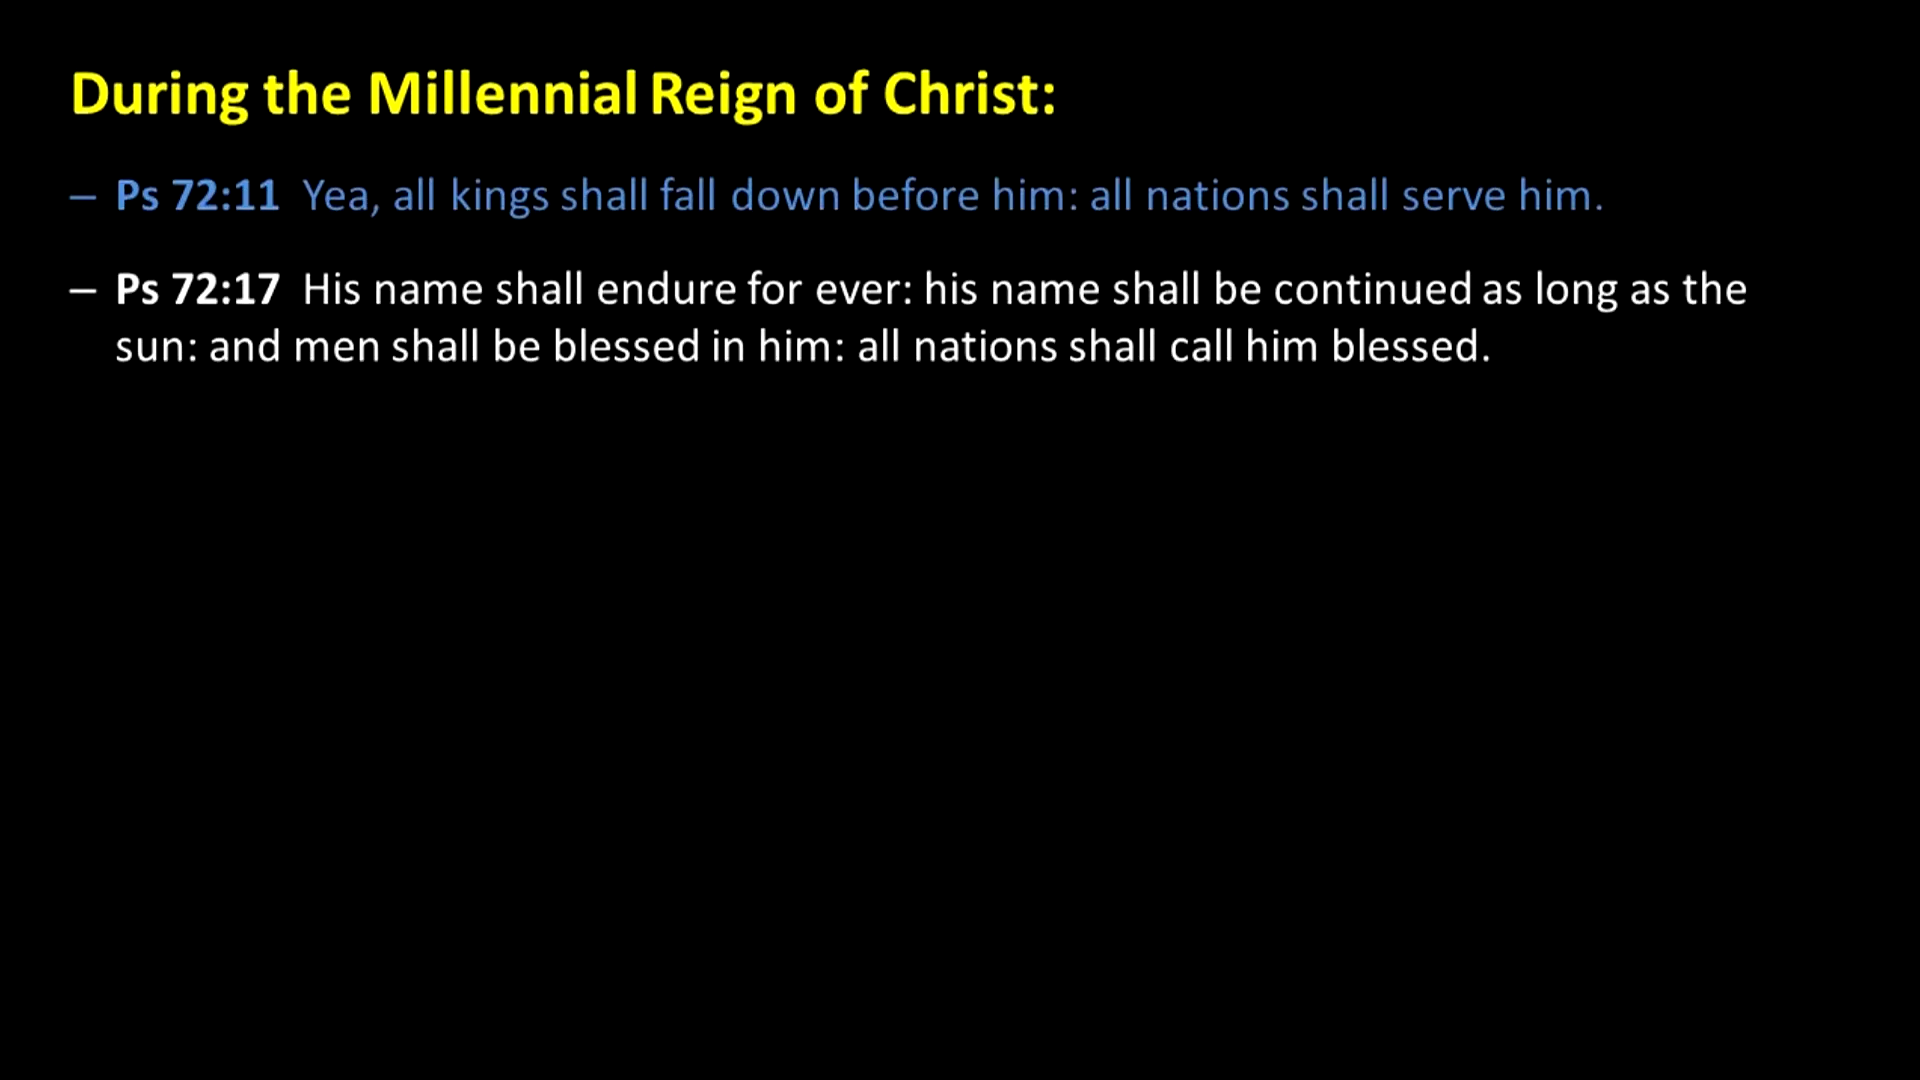 During the Millennial Reign of Christ:
– Ps 72:11 Yea, all kings shall fall down before him: all nations shall serve him.
– Ps 72:17 His name shall endure for ever: his name shall be continued as long as the
sun: and men shall be blessed in him: all nations shall call him blessed.